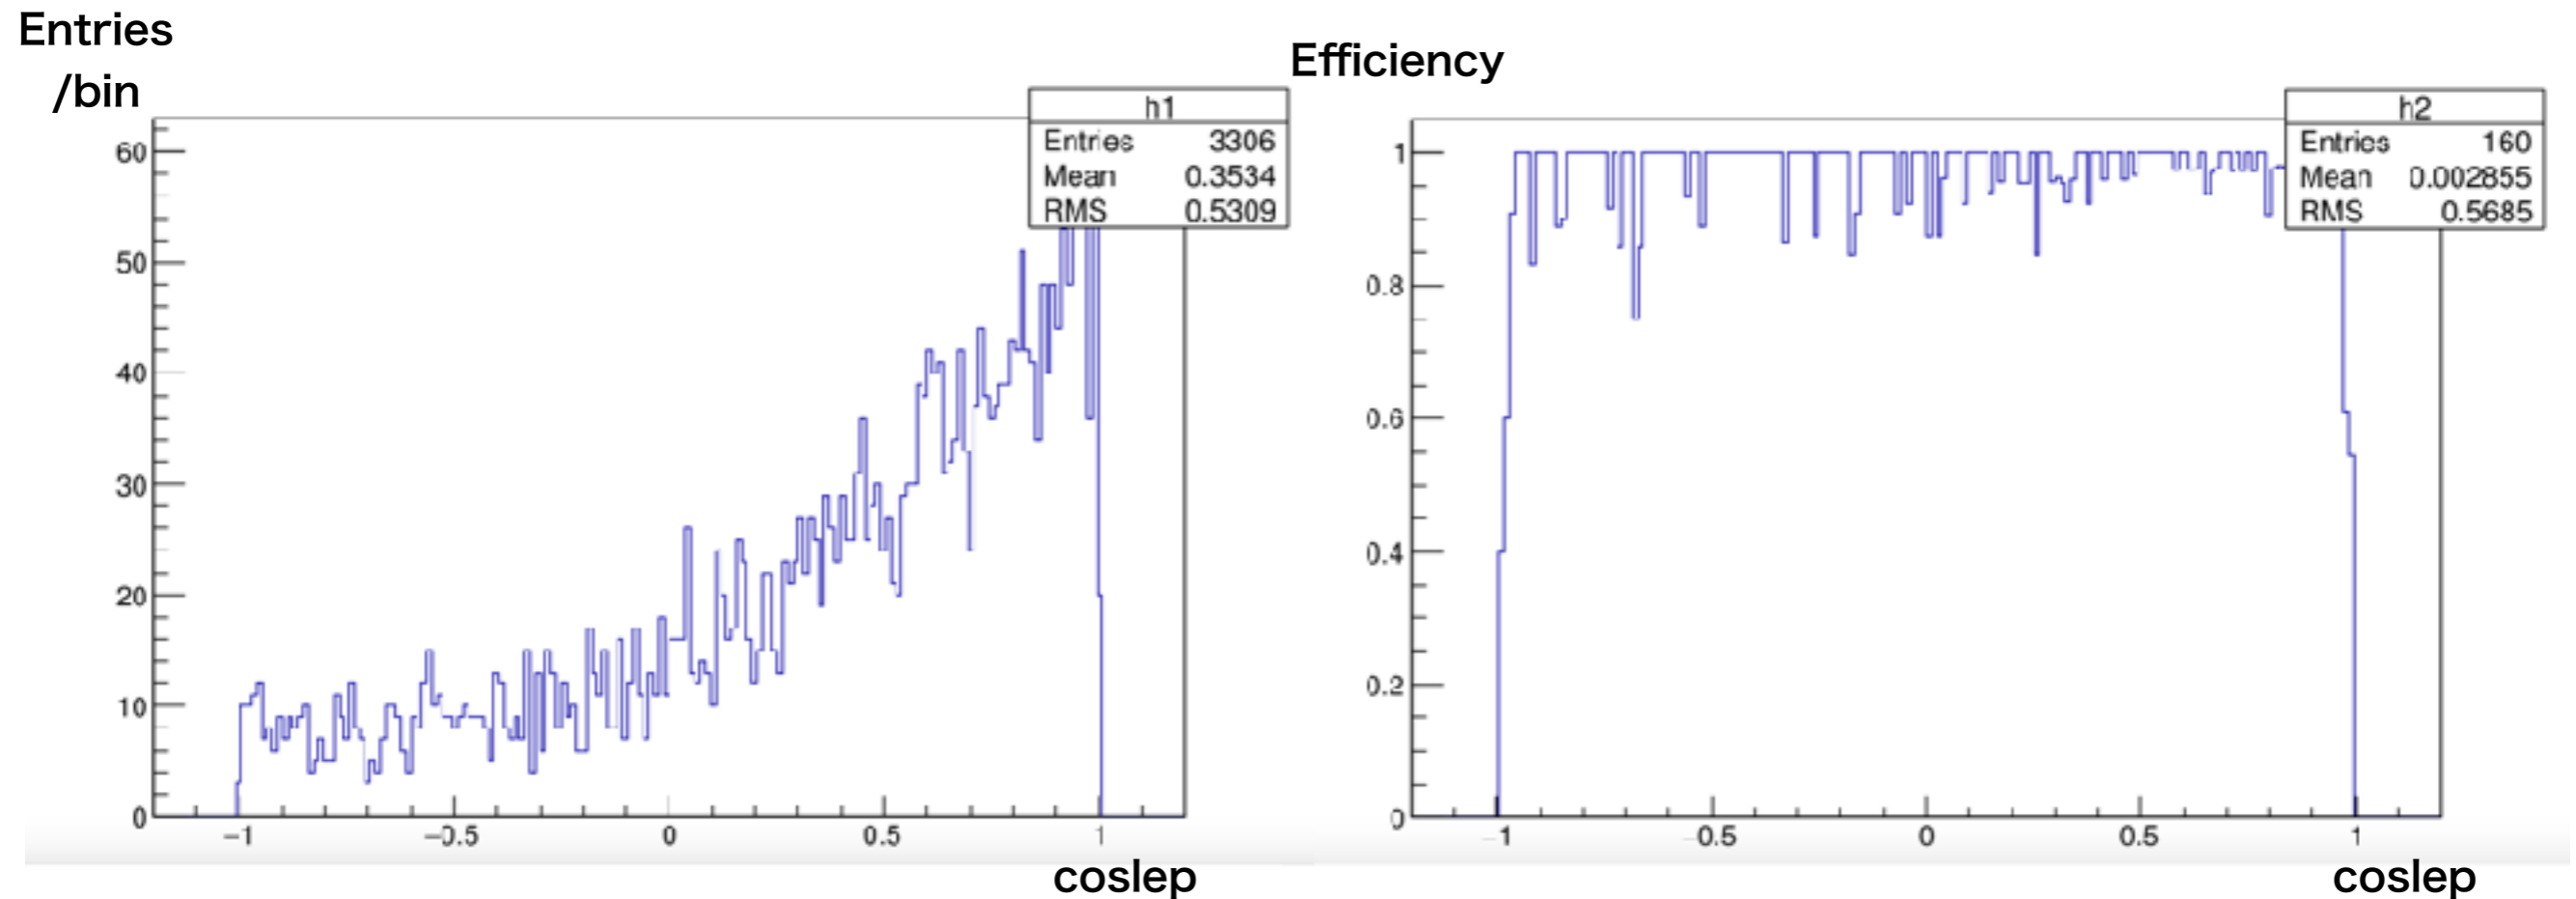 Entries
/bin
h1
Entries 3306
Mean 0.3534
RMS 0.5309
60
50
40
30
20
10
0
−1
−0.5
0
0.5
1
coslep
Efficiency
h2
Entries 160
Mean 0.002855
RMS 0.5685
1
0.8
0.6
0.4
0.2
0
−1
−0.5
0
0.5
1
coslep